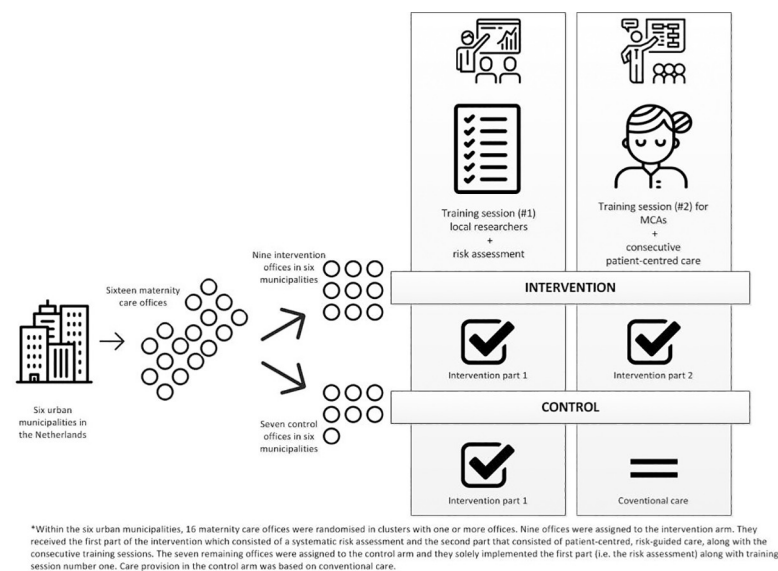 Training session (#1)
local researchers
+
risk assessment
Training session (#2) for
MCAs
+
consecutive
patient-centred care
Nine intervention
offices in six
municipalities
Sixteen maternity
care offices
INTERVENTION
Intervention part 1
Intervention part 2
Six urban
municipalities in
the Netherlands
Seven control
offices in six
municipalities
CONTROL
Intervention part 1
Coventional care
*Within the six urban municipalities, 16 maternity care offices were randomised in clusters with one or more offices. Nine offices were assigned to the intervention arm. They
received the first part of the intervention which consisted of a systematic risk assessment and the second part that consisted of patient-centred, risk-guided care, along with the
consecutive training sessions. The seven remaining offices were assigned to the control arm and they solely implemented the first part (i.e. the risk assessment) along with training
session number one. Care provision in the control arm was based on conventional care.